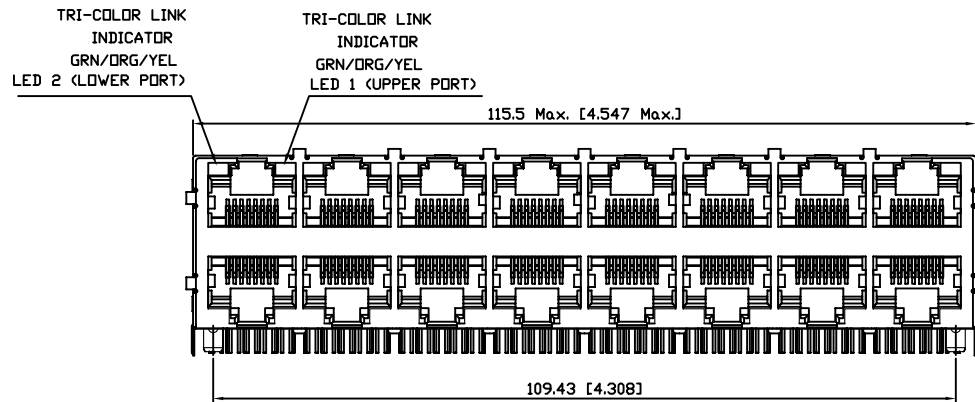 TRI-COLOR LINK
INDICATOR
GRN/ORG/YEL
LED 2 (LOWER PORT)
TRI-COLOR LINK
INDICATOR
GRN/ORG/YEL
LED 1 (UPPER PORT)
115.5 Max. [4.547 Max.]
109.43 [4.308]